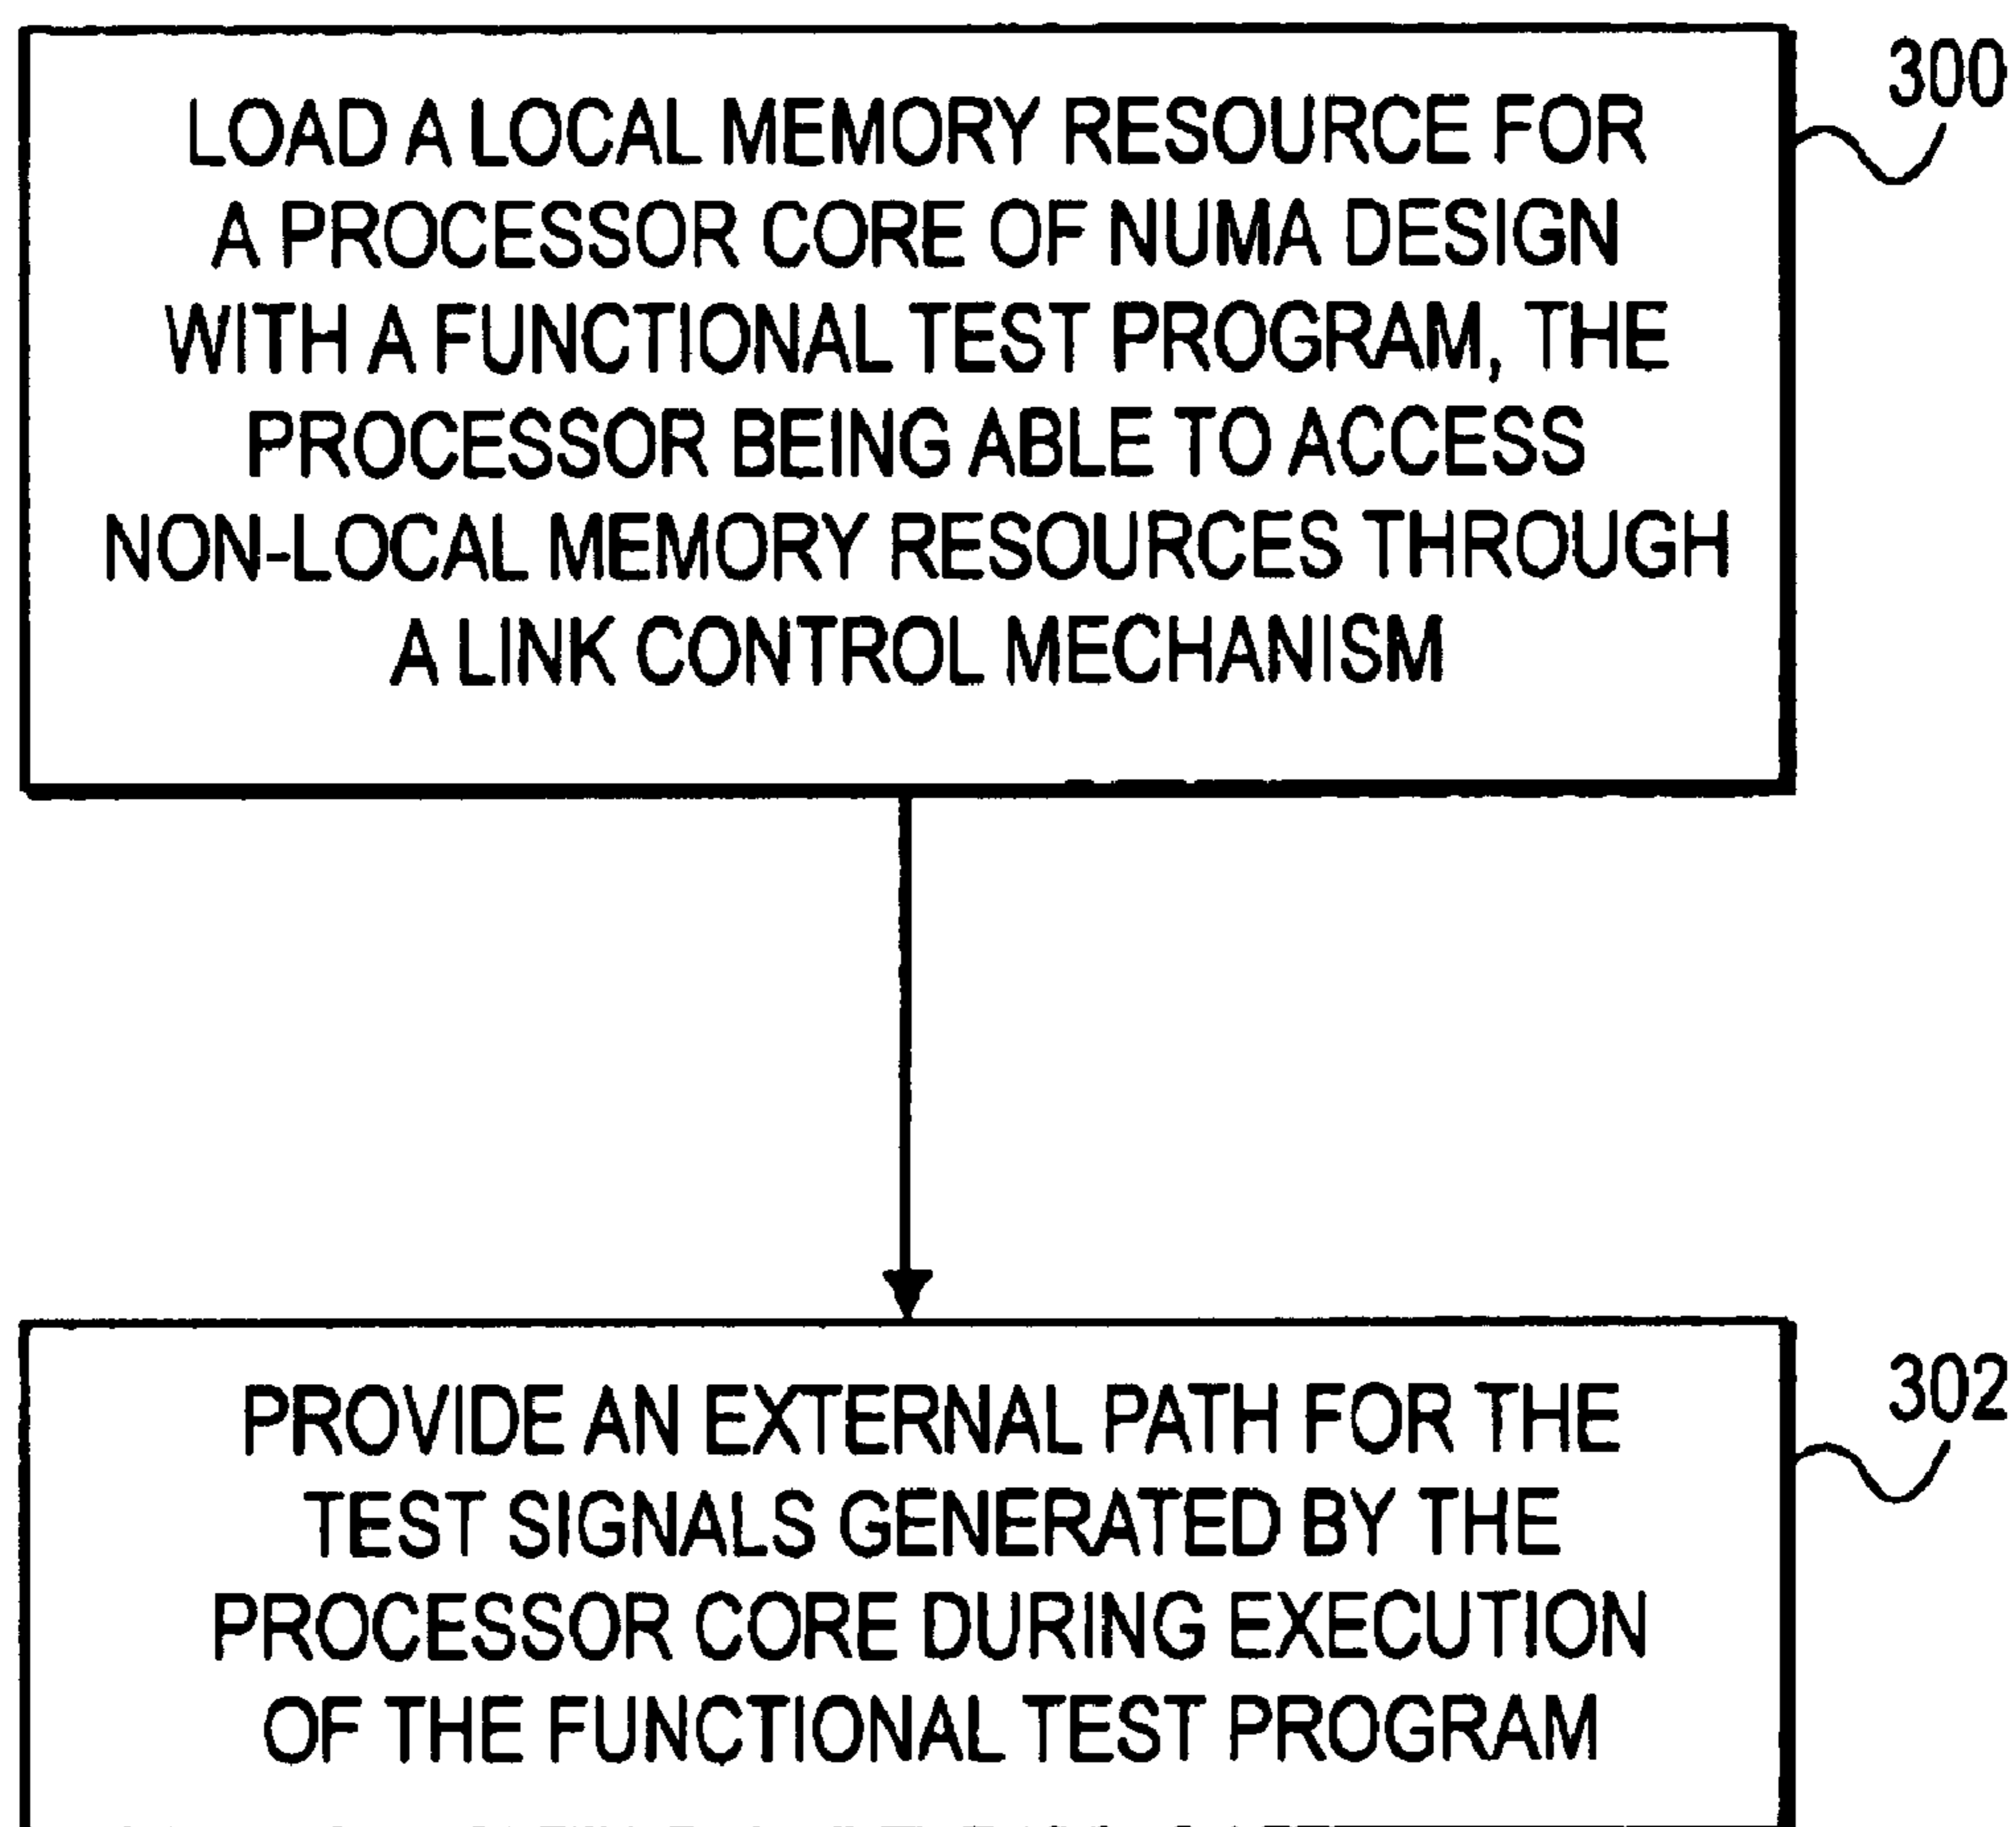 300
LOAD A LOCAL MEMORY RESOURCE FOR
A PROCESSOR CORE OF NUMA DESIGN
WITH A FUNCTIONAL TEST PROGRAM, THE
PROCESSOR BEING ABLE TO ACCESS
NON-LOCAL MEMORY RESOURCES THROUGH
A LINK CONTROL MECHANISM
302
PROVIDE AN EXTERNAL PATH FOR THE
TEST SIGNALS GENERATED BY THE
PROCESSOR CORE DURING EXECUTION
OF THE FUNCTIONAL TEST PROGRAM